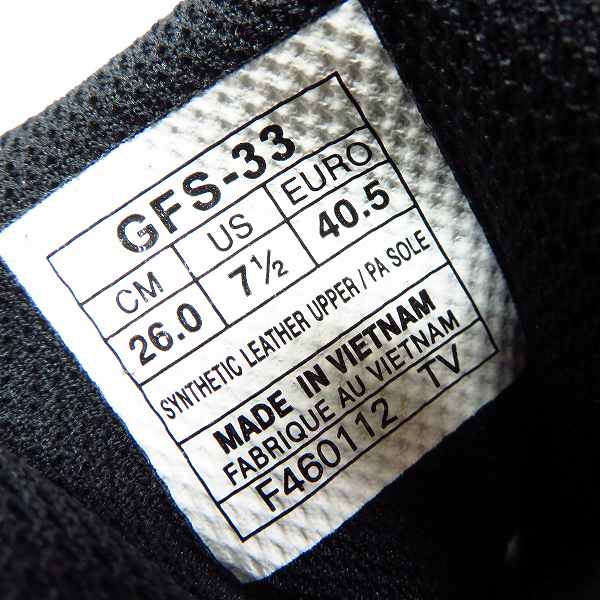 GFS-33
CM US EURO
26.0 7½ 40.5
SYNTHETIC LEATHER UPPER / PA SOLE
MADE IN VIETNAM
FABRIQUE AU VIETNAM
F460112 TV